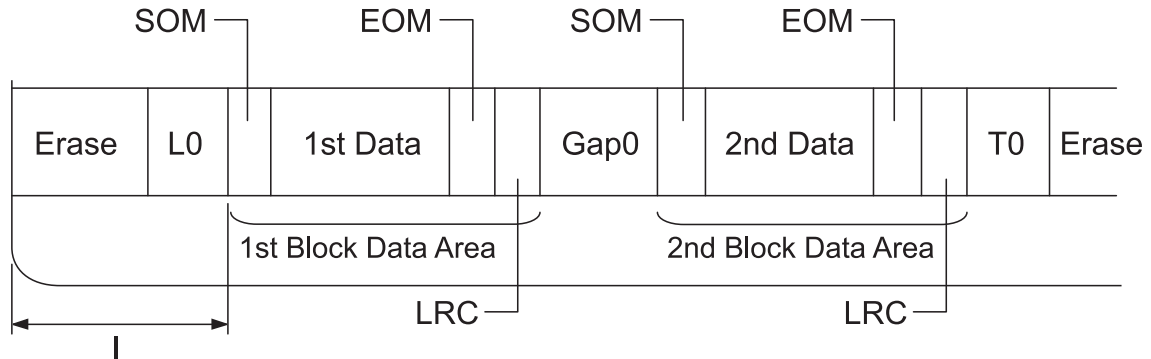 SOM EOM SOM EOM
Erase L0 1st Data Gap0 2nd Data T0 Erase
1st Block Data Area 2nd Block Data Area
LRC LRC
L